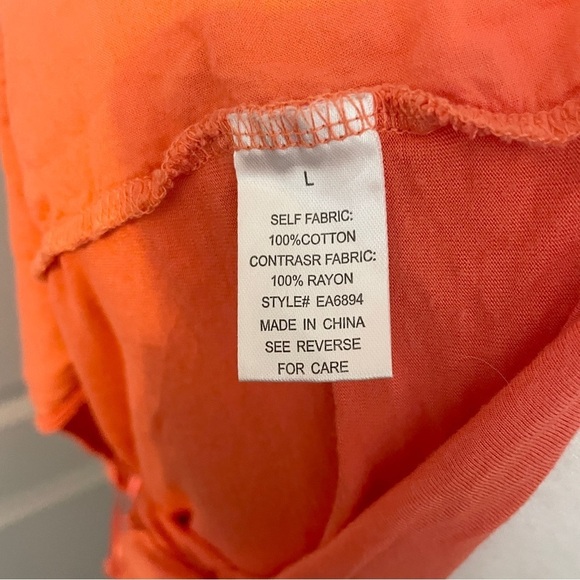 L
SELF FABRIC:
100%COTTON
CONTRASR FABRIC:
100% RAYON
STYLE# EA6894
MADE IN CHINA
SEE REVERSE
FOR CARE